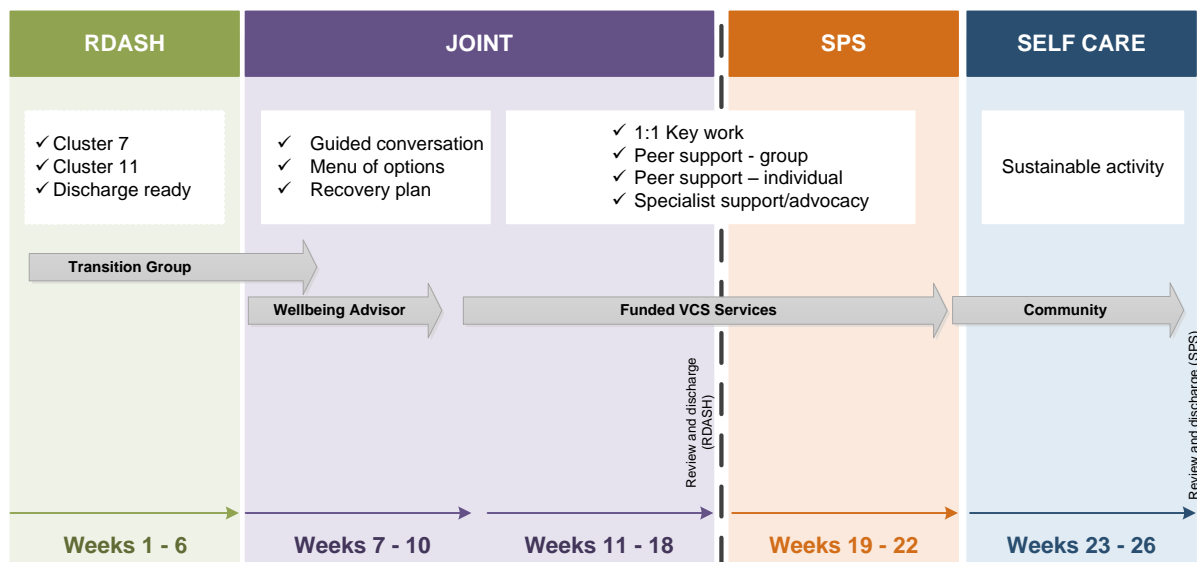 RDASH
JOINT
SPS
SELF CARE
✓ Cluster 7
✓ Cluster 11
✓ Discharge ready
✓ Guided conversation
✓ Menu of options
✓ Recovery plan
✓ 1:1 Key work
✓ Peer support - group
✓ Peer support – individual
✓ Specialist support/advocacy
Sustainable activity
Transition Group
Wellbeing Advisor
Funded VCS Services
Community
Review and discharge
(RDASH)
Review and discharge (SPS)
Weeks 1 - 6
Weeks 7 - 10
Weeks 11 - 18
Weeks 19 - 22
Weeks 23 - 26